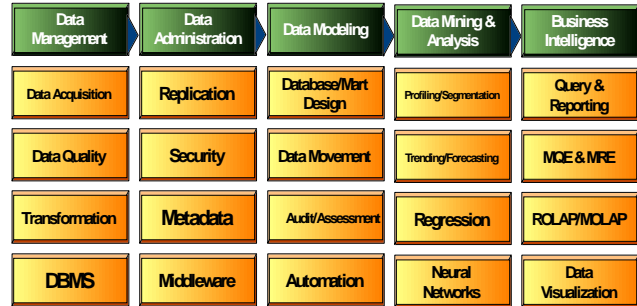 Data
Management
Data
Administration
Data Modeling
Data Mining &
Analysis
Business
Intelligence
Data Acquisition
Replication
Database/Mart
Design
Profiling/Segmentation
Query &
Reporting
Data Quality
Security
Data Movement
Trending/Forecasting
MQE & MRE
Transformation
Metadata
Audit/Assessment
Regression
ROLAP/MOLAP
DBMS
Middleware
Automation
Neural
Networks
Data
Visualization